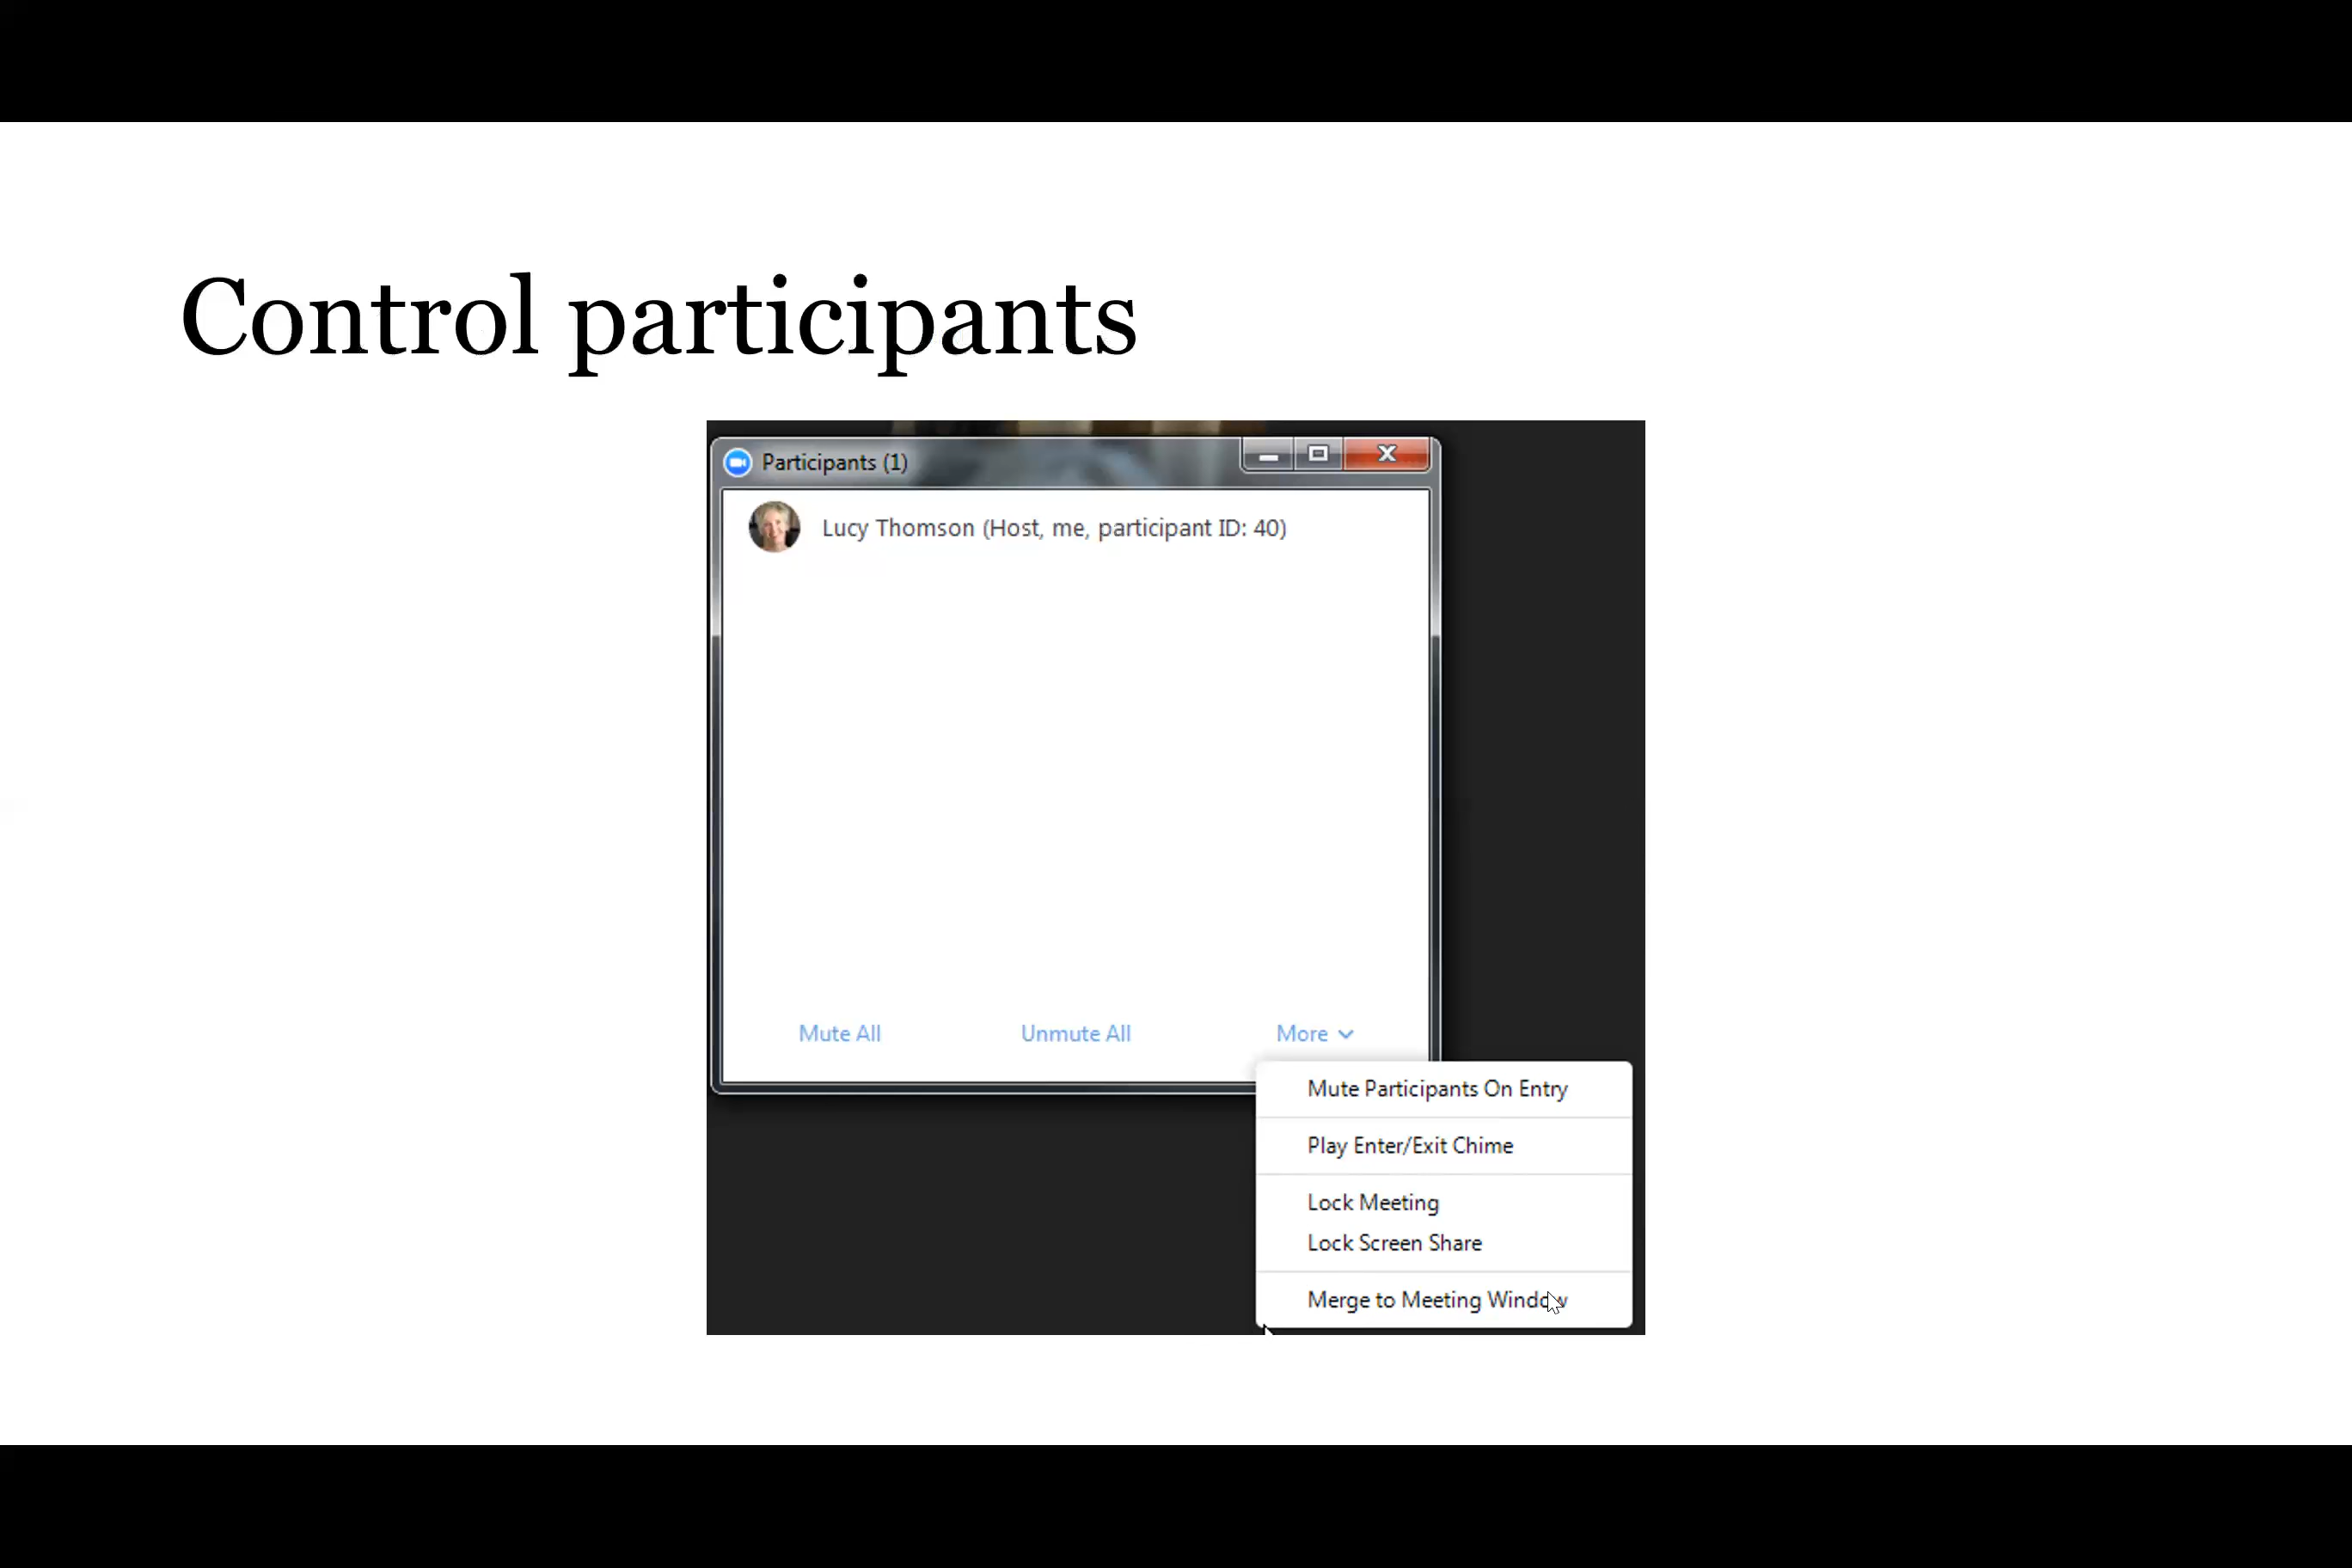 Control participants
Participants (1)
Lucy Thomson (Host, me, participant ID: 40)
Mute All
Unmute All
More
Mute Participants On Entry
Play Enter/Exit Chime
Lock Meeting
Lock Screen Share
Merge to Meeting Window